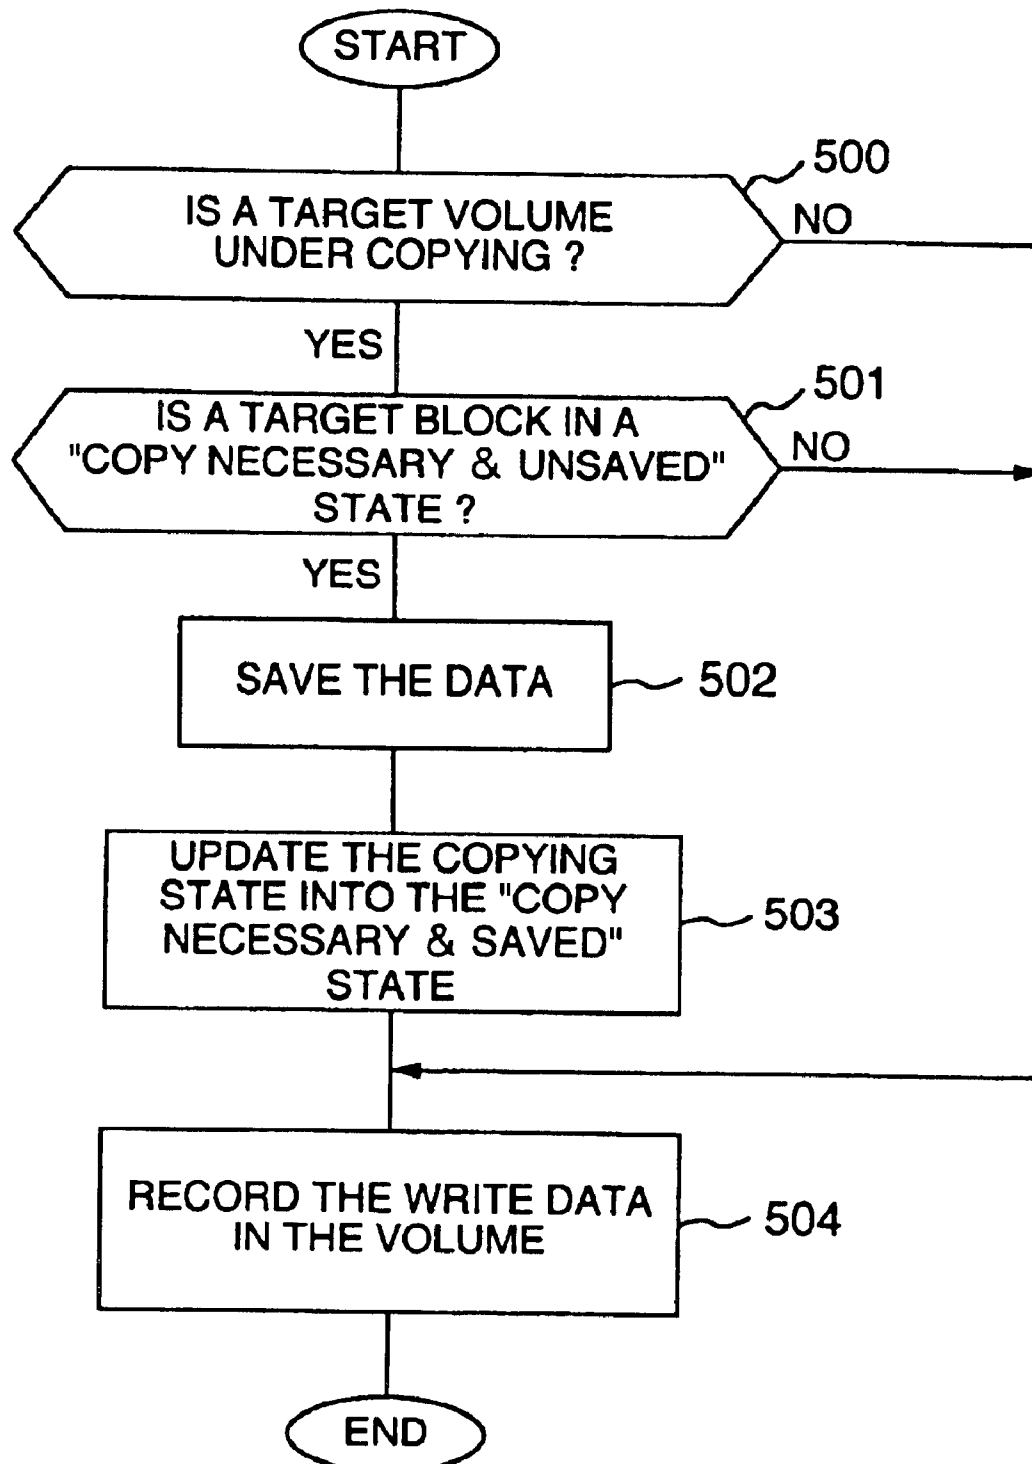 START
500
IS A TARGET VOLUME
UNDER COPYING ?
NO
YES
501
IS A TARGET BLOCK IN A
"COPY NECESSARY & UNSAVED"
STATE ?
NO
YES
SAVE THE DATA
502
UPDATE THE COPYING
STATE INTO THE "COPY
NECESSARY & SAVED"
STATE
503
RECORD THE WRITE DATA
IN THE VOLUME
504
END